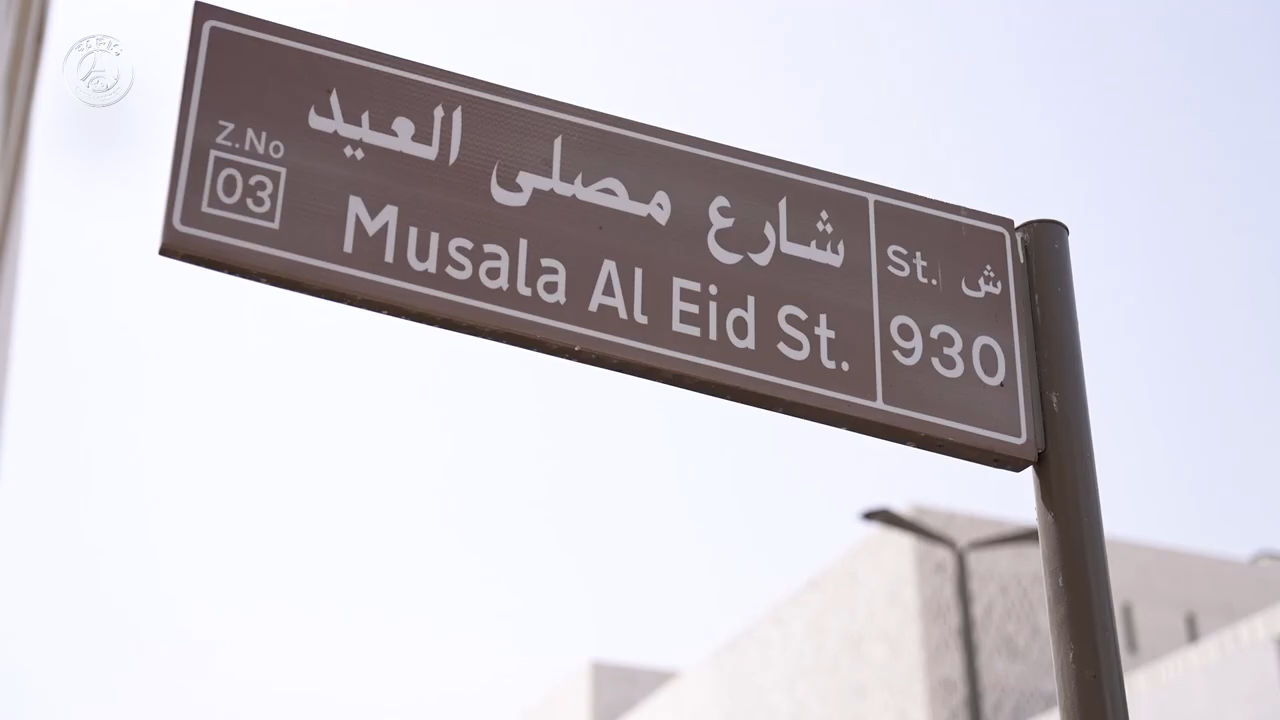 شارع مصلى العيد
Musala Al Eid St.
Z.No
03
St. ش
930